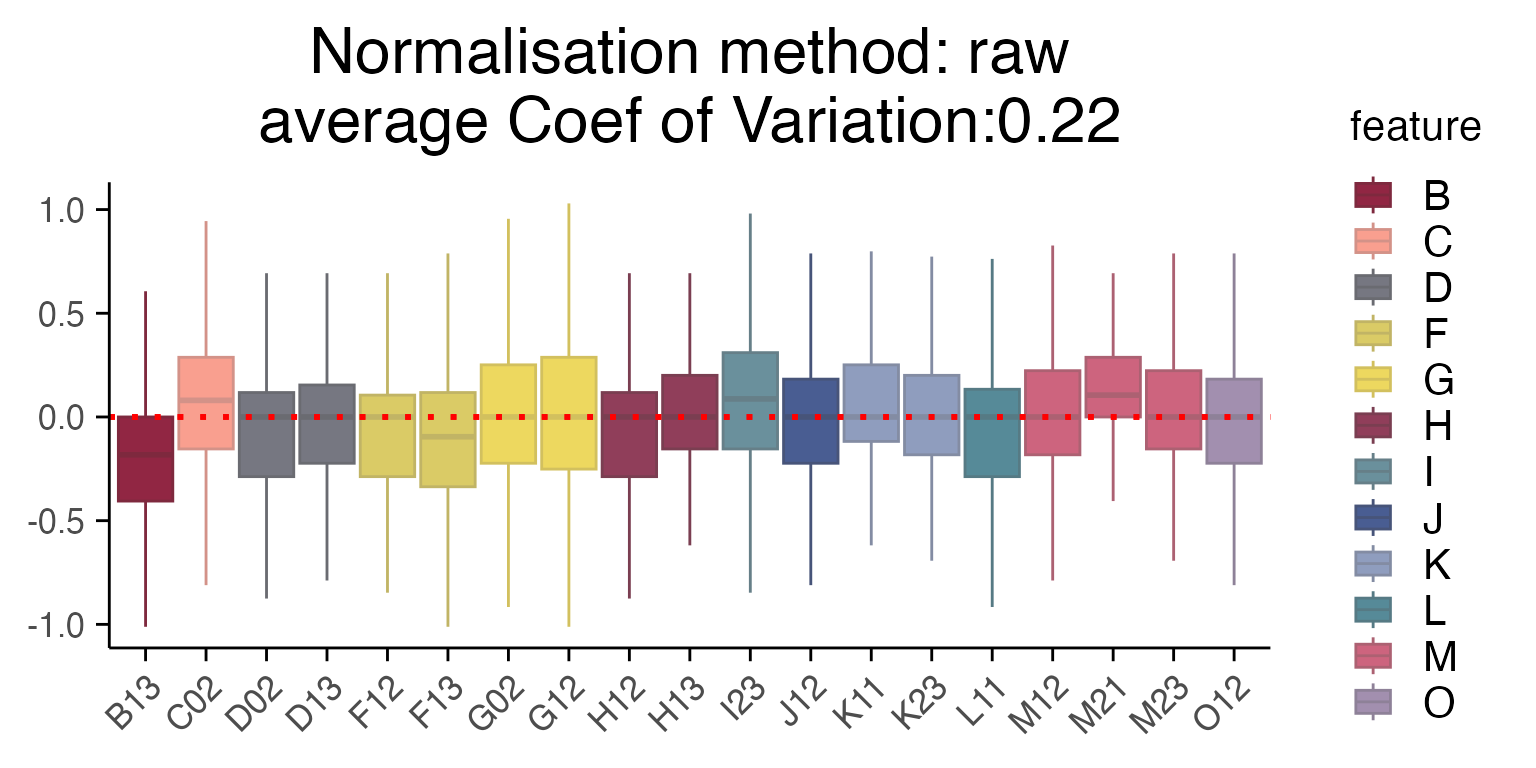 Normalisation method: raw
average Coef of Variation:0.22
feature
B
C
D
F
G
H
I
J
K
L
M
O
1.0
0.5
0.0
-0.5
-1.0
B13
C02
D02
D13
F12
F13
G02
G12
H12
H13
I23
J12
K11
K23
L11
M12
M21
M23
O12